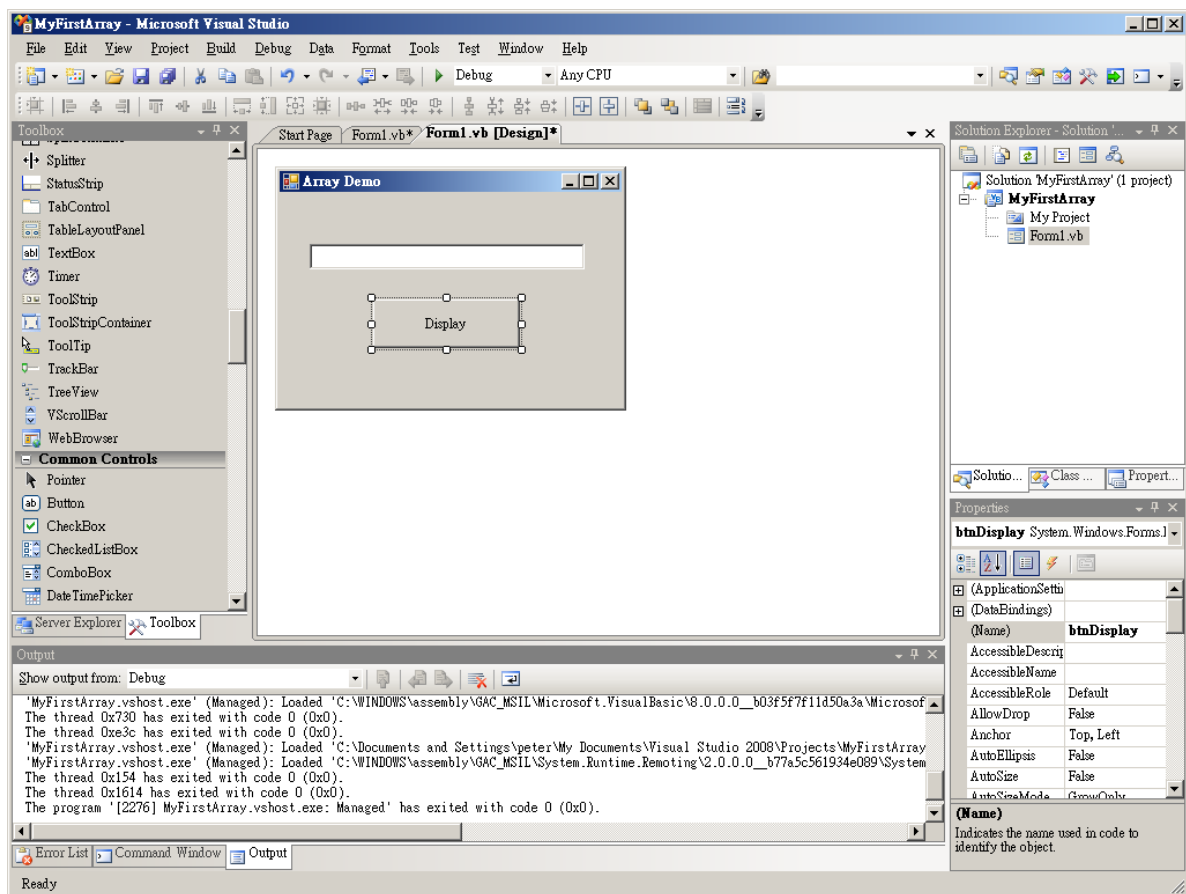 MyFirstArray - Microsoft Visual Studio
File Edit View Project Build Debug Data Format Tools Test Window Help
Debug Any CPU
Toolbox
Splitter
StatusStrip
TabControl
TableLayoutPanel
TextBox
Timer
ToolStrip
ToolStripContainer
ToolTip
TrackBar
TreeView
VScrollBar
WebBrowser
Common Controls
Pointer
Button
CheckBox
CheckedListBox
ComboBox
DateTimePicker
Server Explorer Toolbox
Start Page Form1.vb* Form1.vb [Design]*
Array Demo
Display
Solution Explorer - Solution '...
Solution 'MyFirstArray' (1 project)
MyFirstArray
My Project
Form1.vb
Solutio... Class ... Propert...
Properties
btnDisplay System.Windows.Forms.
(ApplicationSettin
(DataBindings)
(Name) btnDisplay
AccessibleDescrip
AccessibleName
AccessibleRole Default
AllowDrop False
Anchor Top, Left
AutoEllipsis False
AutoSize False
AutoSizeMode GrowOnly
(Name)
Indicates the name used in code to
identify the object.
Output
Show output from: Debug
'MyFirstArray.vshost.exe' (Managed): Loaded 'C:\WINDOWS\assembly\GAC_MSIL\Microsoft.VisualBasic\8.0.0.0__b03f5f7f11d50a3a\Microsof
The thread 0x730 has exited with code 0 (0x0).
The thread 0xe3c has exited with code 0 (0x0).
'MyFirstArray.vshost.exe' (Managed): Loaded 'C:\Documents and Settings\peter\My Documents\Visual Studio 2008\Projects\MyFirstArray
'MyFirstArray.vshost.exe' (Managed): Loaded 'C:\WINDOWS\assembly\GAC_MSIL\System.Runtime.Remoting\2.0.0.0__b77a5c561934e089\System
The thread 0x154 has exited with code 0 (0x0).
The thread 0x1614 has exited with code 0 (0x0).
The program '[2276] MyFirstArray.vshost.exe: Managed' has exited with code 0 (0x0).
Error List Command Window Output
Ready